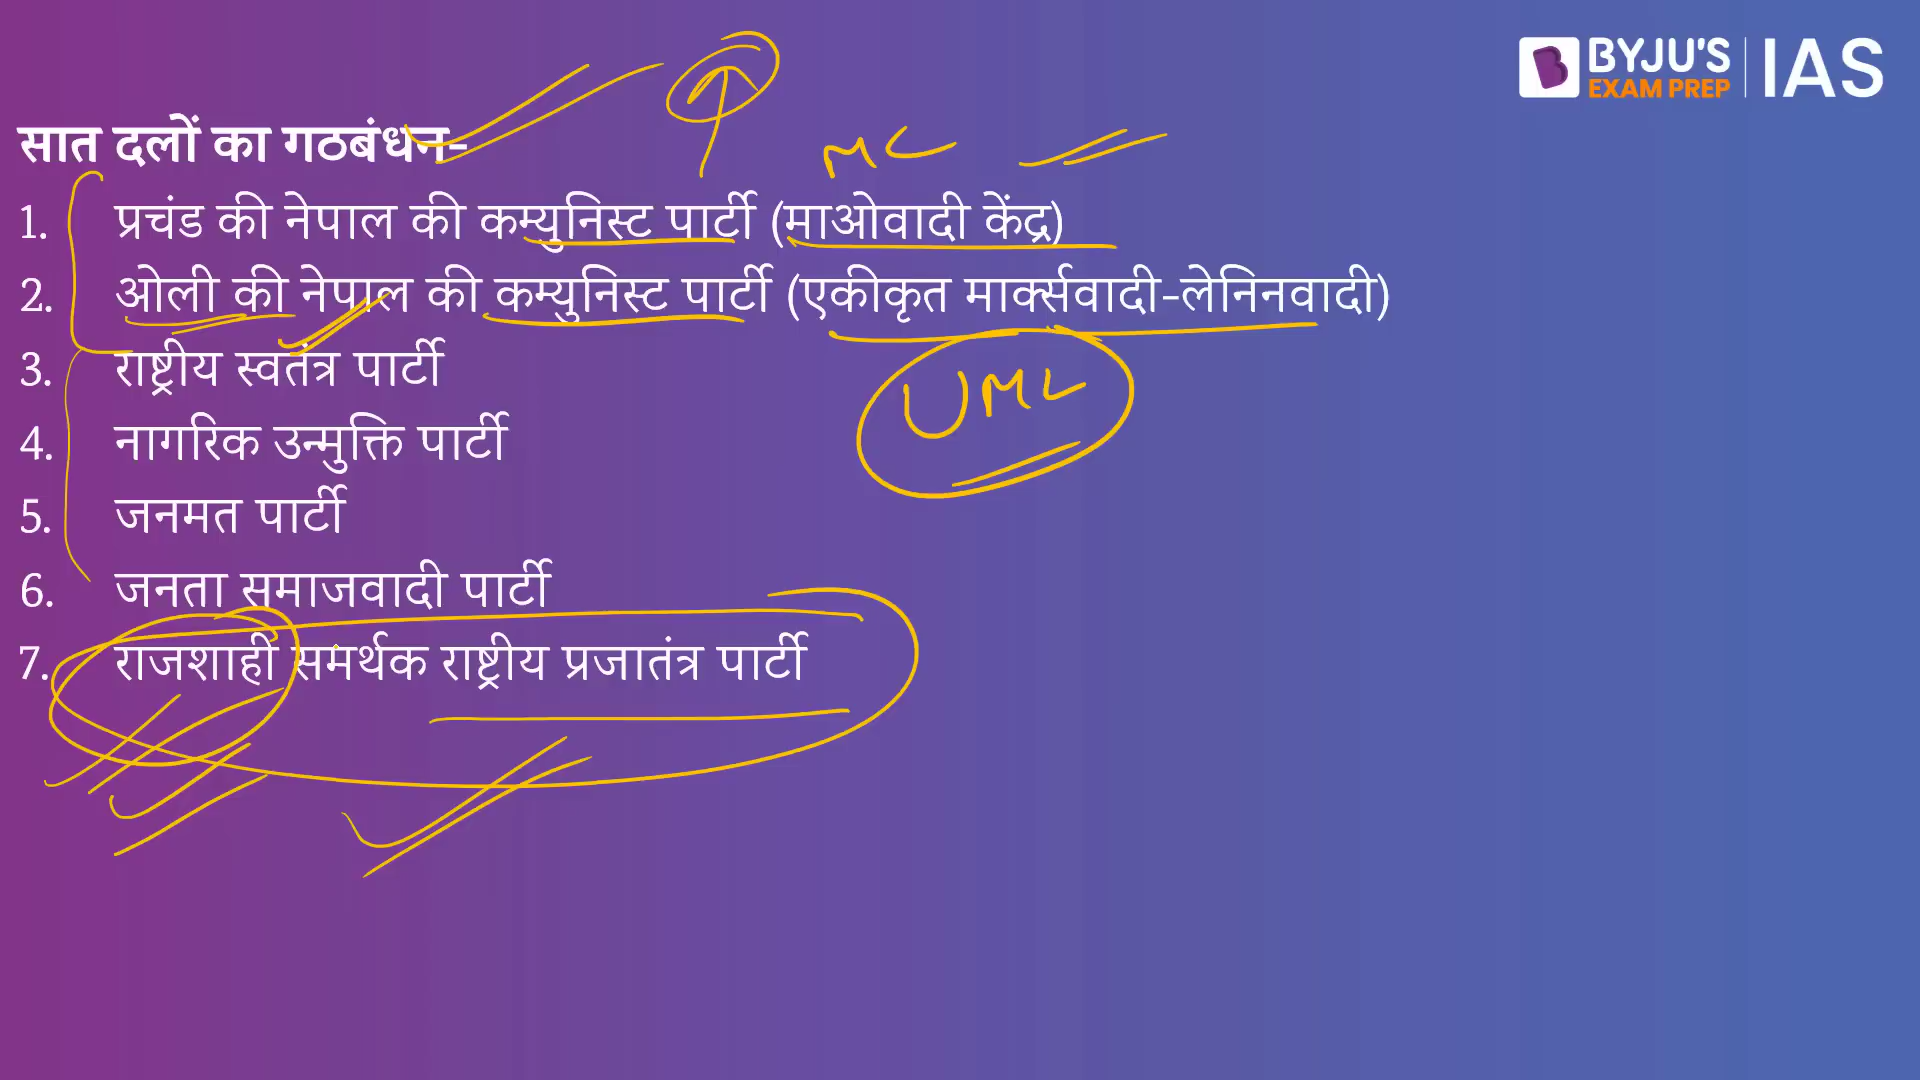 BYJU'S
EXAM PREP
IAS
सात दलों का गठबंधन-
MC
1. प्रचंड की नेपाल की कम्युनिस्ट पार्टी (माओवादी केंद्र)
2. ओली की नेपाल की कम्युनिस्ट पार्टी (एकीकृत मार्क्सवादी-लेनिनवादी)
3. राष्ट्रीय स्वतंत्र पार्टी
UML
4. नागरिक उन्मुक्ति पार्टी
5. जनमत पार्टी
6. जनता समाजवादी पार्टी
7. राजशाही समर्थक राष्ट्रीय प्रजातंत्र पार्टी